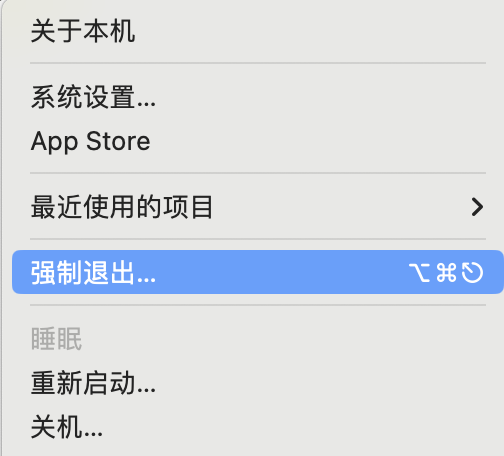 关于本机
系统设置...
App Store
最近使用的项目
强制退出... ⌥⌘⎋
睡眠
重新启动...
关机...